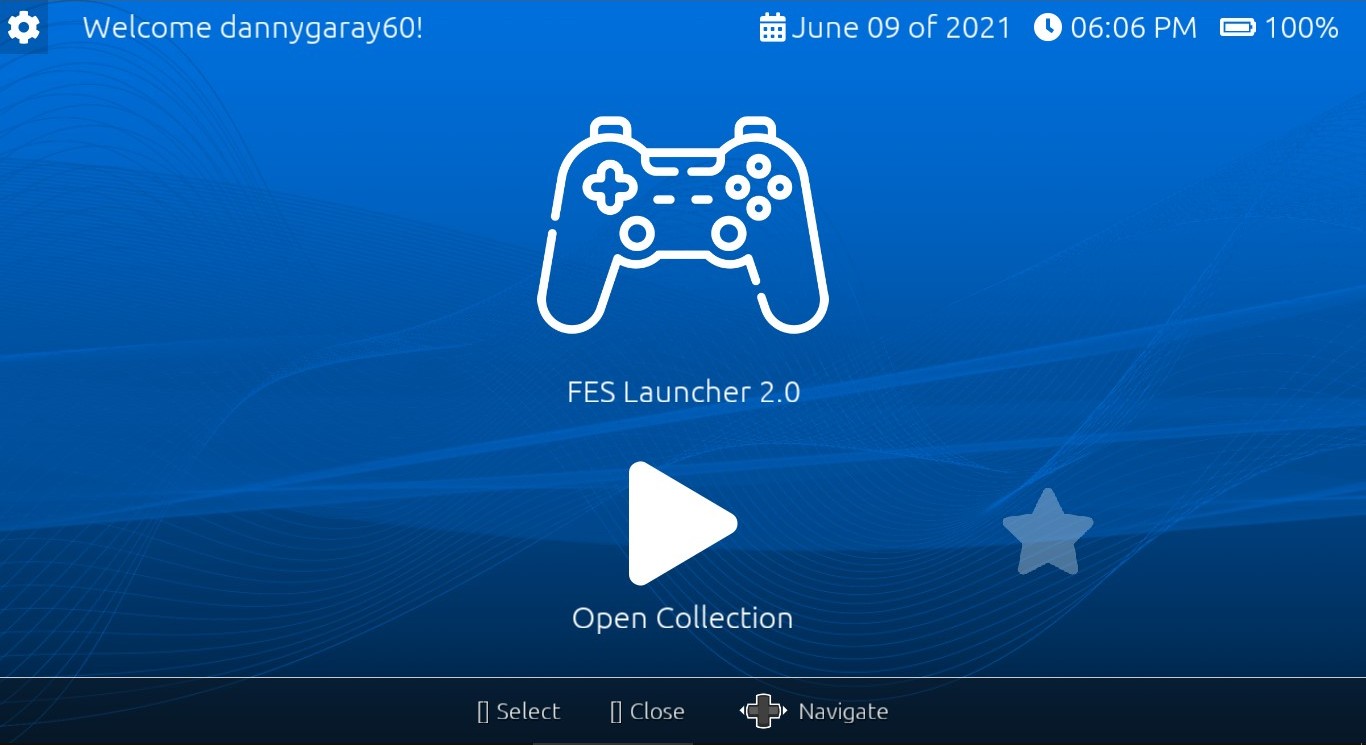 Welcome dannygaray60! June 09 of 2021 06:06 PM 100%
FES Launcher 2.0
Open Collection
[] Select [] Close Navigate